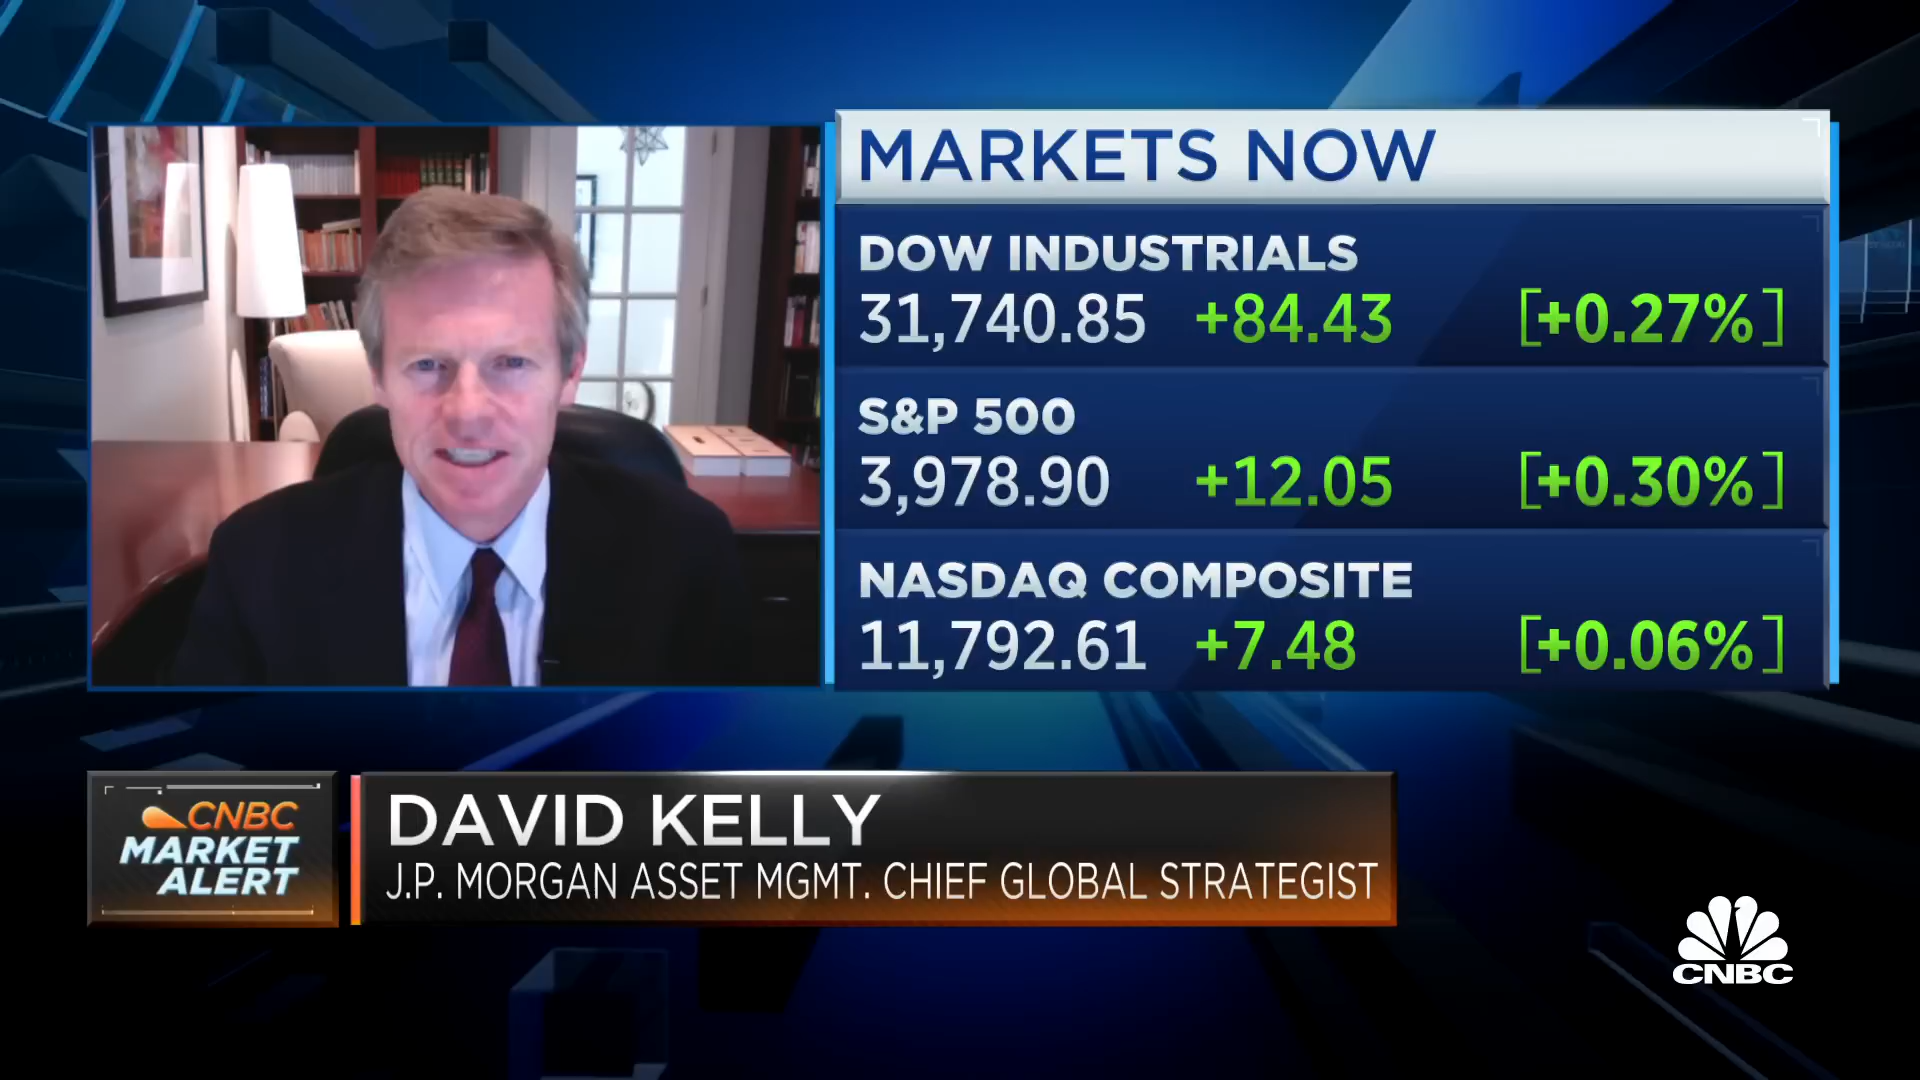 MARKETS NOW
DOW INDUSTRIALS
31,740.85 +84.43 [+0.27%]
S&P 500
3,978.90 +12.05 [+0.30%]
NASDAQ COMPOSITE
11,792.61 +7.48 [+0.06%]
CNBC
MARKET
ALERT
DAVID KELLY
J.P. MORGAN ASSET MGMT. CHIEF GLOBAL STRATEGIST
CNBC